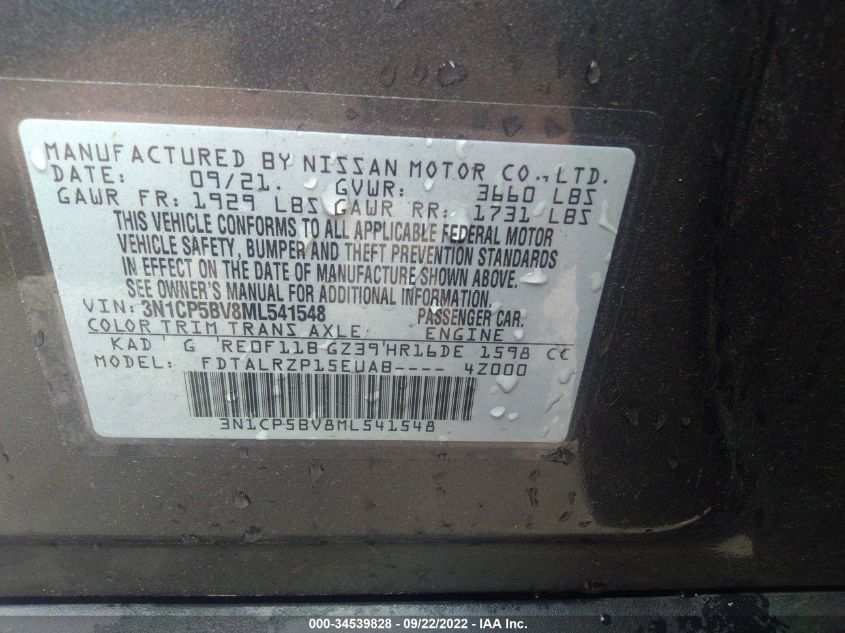 MANUFACTURED BY NISSAN MOTOR CO.,LTD.
DATE: 09/21. GVWR: 3660 LBS
GAWR FR: 1929 LBS GAWR RR: 1731 LBS
THIS VEHICLE CONFORMS TO ALL APPLICABLE FEDERAL MOTOR
VEHICLE SAFETY, BUMPER AND THEFT PREVENTION STANDARDS
IN EFFECT ON THE DATE OF MANUFACTURE SHOWN ABOVE.
SEE OWNER'S MANUAL FOR ADDITIONAL INFORMATION.
VIN: 3N1CP5BV8ML541548 PASSENGER CAR.
COLOR TRIM TRANS AXLE ENGINE
KAD G RE0F11B GZ39 HR16DE 1598 CC
MODEL: FDTALRZP15EUAB---- 4Z000
3N1CP5BV8ML541548
000-34539828 - 09/22/2022 - IAA Inc.